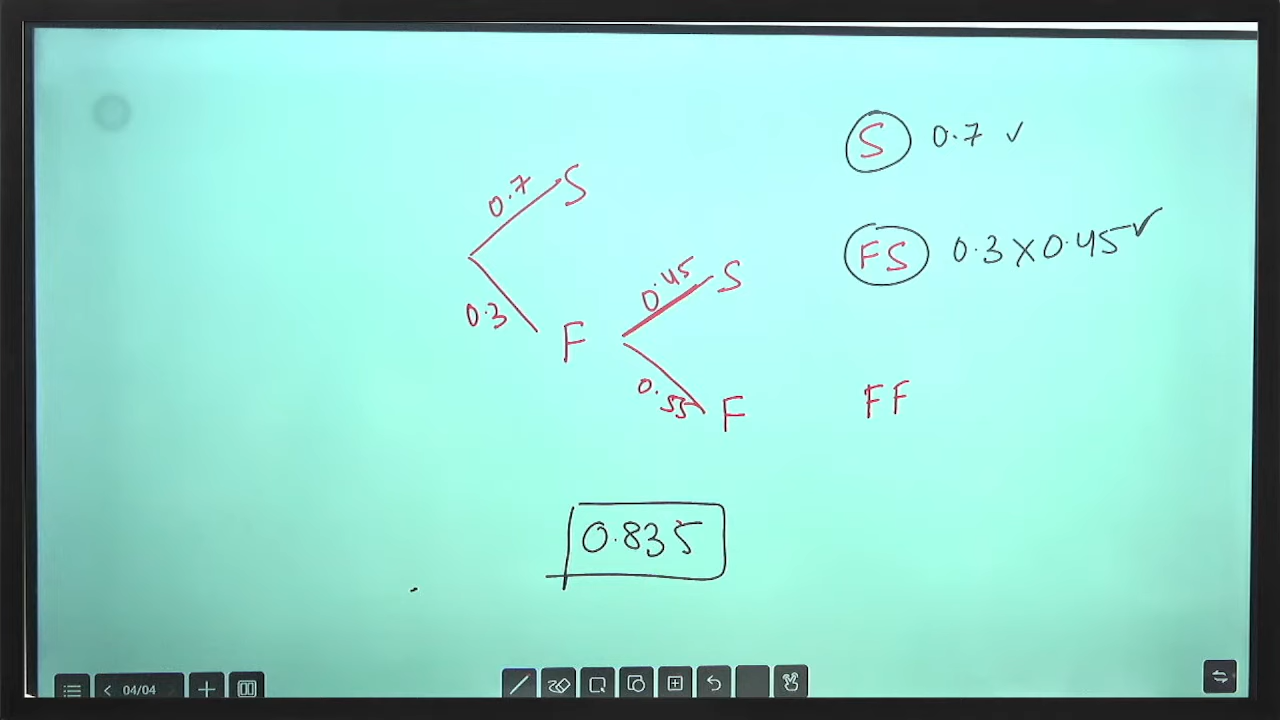 S 0.7 ✓
0.7 S
FS 0.3 X 0.45 ✓
0.45 S
0.3 F
0.55 F
FF
0.835
04/04